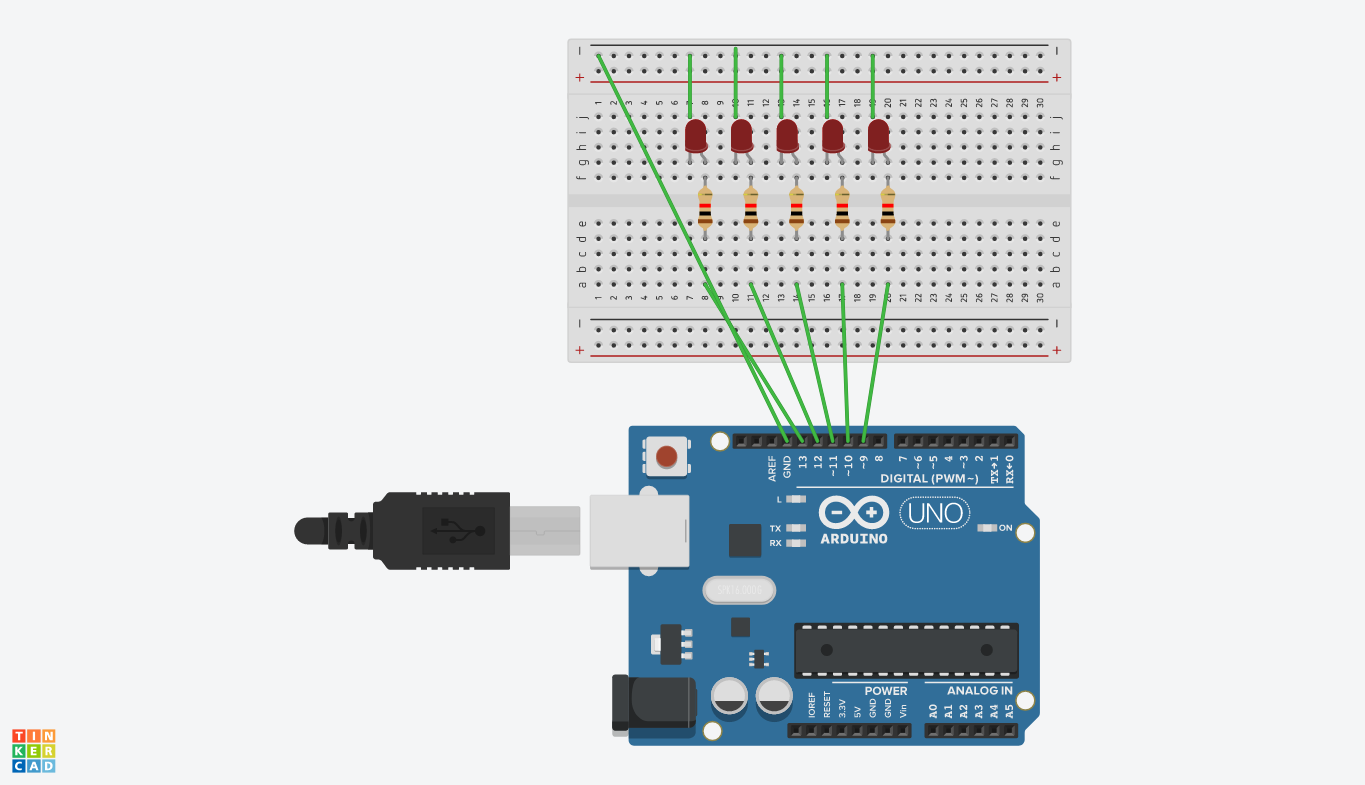 − −
+ +
1 2 3 4 5 6 7 8 9 10 11 12 13 14 15 16 17 18 19 20 21 22 23 24 25 26 27 28 29 30
j j
i i
h h
g g
f f
e e
d d
c c
b b
a a
1 2 3 4 5 6 7 8 9 10 11 12 13 14 15 16 17 18 19 20 21 22 23 24 25 26 27 28 29 30
− −
+ +
AREF GND 13 12 ~11 ~10 ~9 8 7 ~6 ~5 4 ~3 2 TX→1 RX←0
DIGITAL (PWM~)
L
TX
RX
ARDUINO
UNO
ON
POWER
ANALOG IN
IOREF RESET 3.3V 5V GND GND Vin A0 A1 A2 A3 A4 A5
TIN
KER
CAD